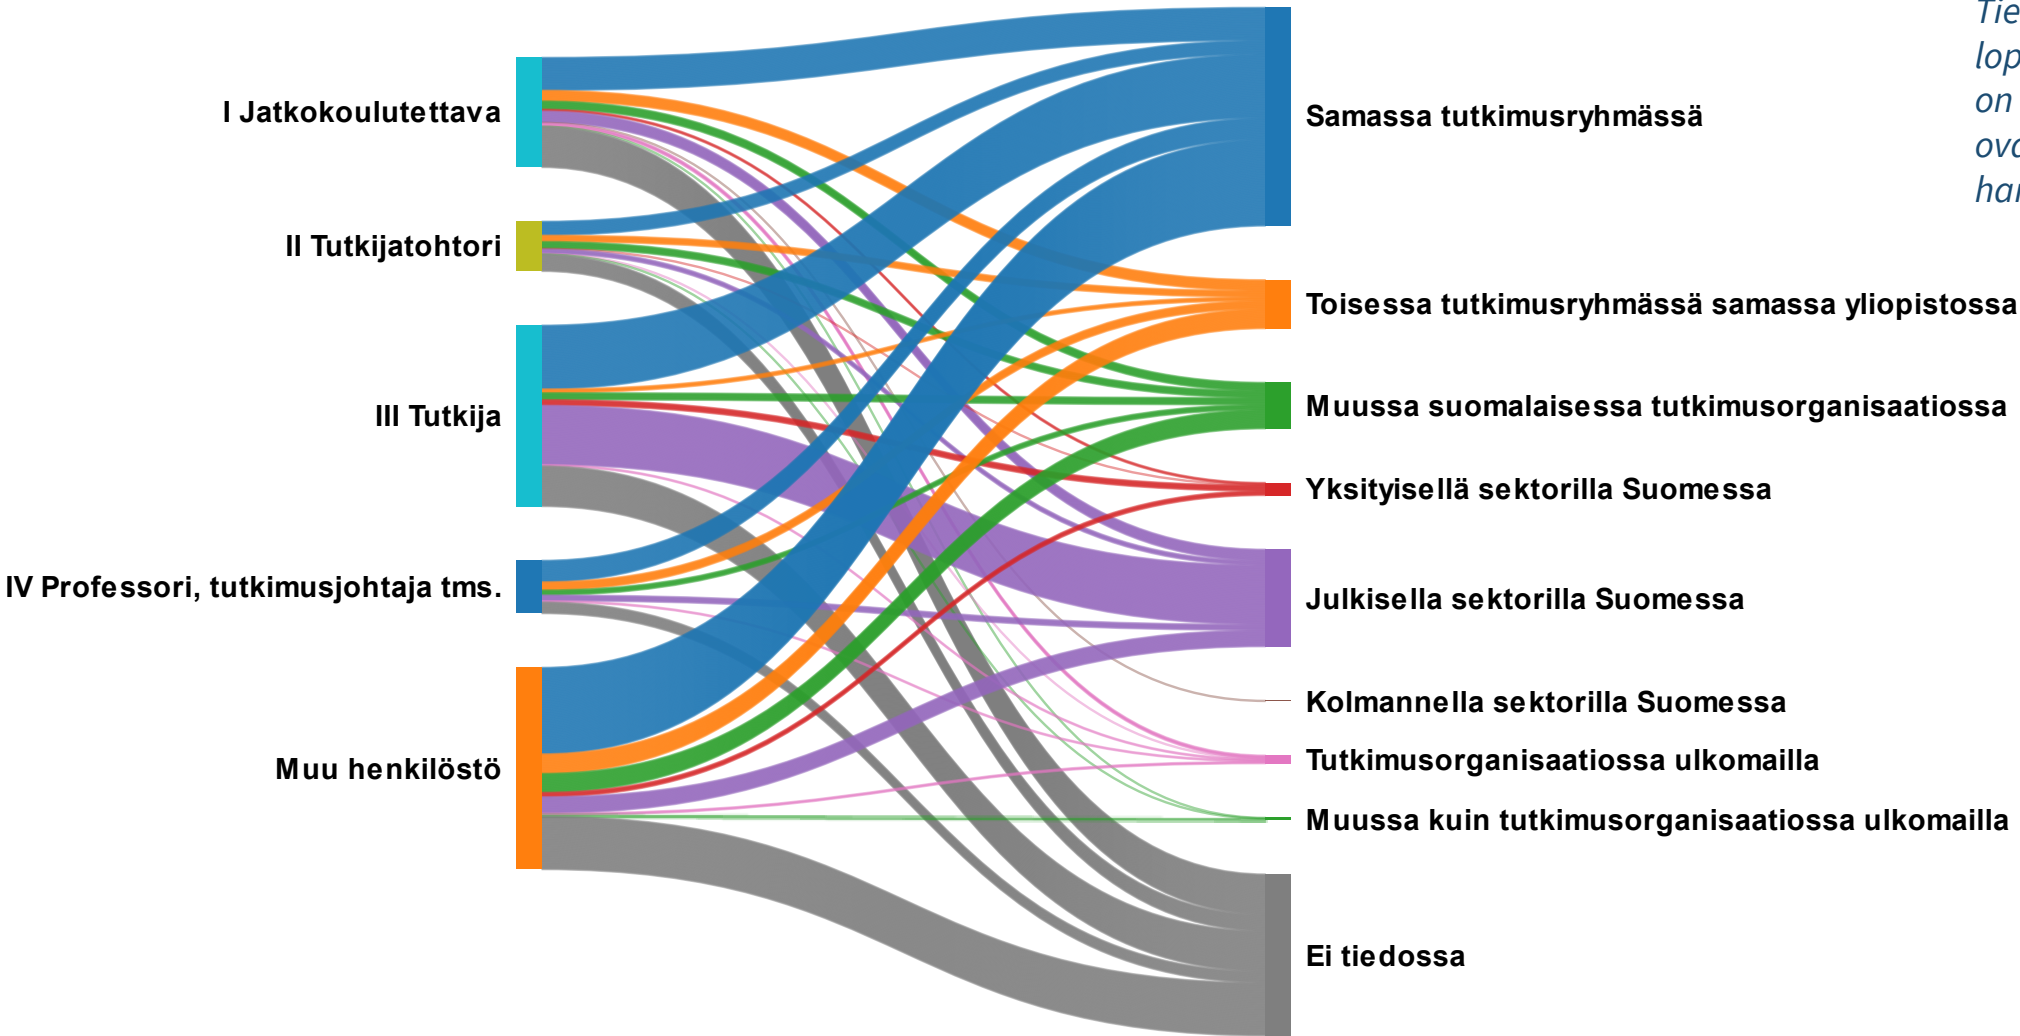 I Jatkokoulutettava
II Tutkijatohtori
III Tutkija
IV Professori, tutkimusjohtaja tms.
Muu henkilöstö
Samassa tutkimusryhmässä
Toisessa tutkimusryhmässä samassa yliopistossa
Muussa suomalaisessa tutkimusorganisaatiossa
Yksityisellä sektorilla Suomessa
Julkisella sektorilla Suomessa
Kolmannella sektorilla Suomessa
Tutkimusorganisaatiossa ulkomailla
Muussa kuin tutkimusorganisaatiossa ulkomailla
Ei tiedossa
on